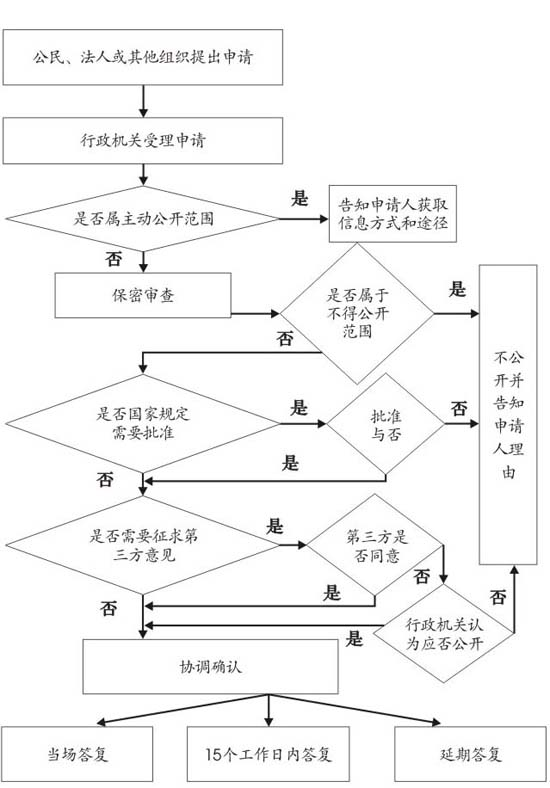 公民、法人或其他组织提出申请
行政机关受理申请
是否属主动公开范围
是
告知申请人获取
信息方式和途径
否
保密审查
是否属于
不得公开
范围
是
否
不公
开并
告知
申请
人理
由
是否国家规定
需要批准
是
批准
与否
否
是
否
是否需要征求第
三方意见
是
第三方是
否同意
否
是
否
行政机关认
为应否公开
否
是
协调确认
当场答复
15个工作日内答复
延期答复